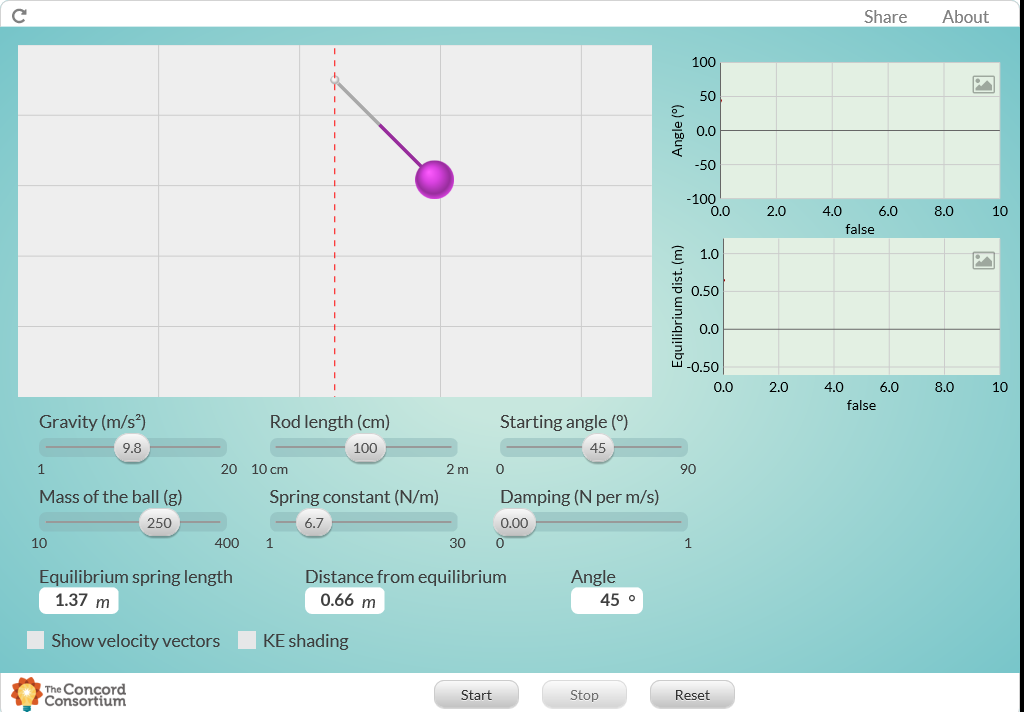 Share About
100
50
0.0
-50
-100
Angle (º)
0.0 2.0 4.0 6.0 8.0 10
false
1.0
0.50
0.0
-0.50
Equilibrium dist. (m)
0.0 2.0 4.0 6.0 8.0 10
false
Gravity (m/s²) Rod length (cm) Starting angle (º)
9.8 100 45
1 20 10 cm 2 m 0 90
Mass of the ball (g) Spring constant (N/m) Damping (N per m/s)
250 6.7 0.00
10 400 1 30 0 1
Equilibrium spring length Distance from equilibrium Angle
1.37 m 0.66 m 45 º
Show velocity vectors KE shading
The Concord
Consortium
Start Stop Reset